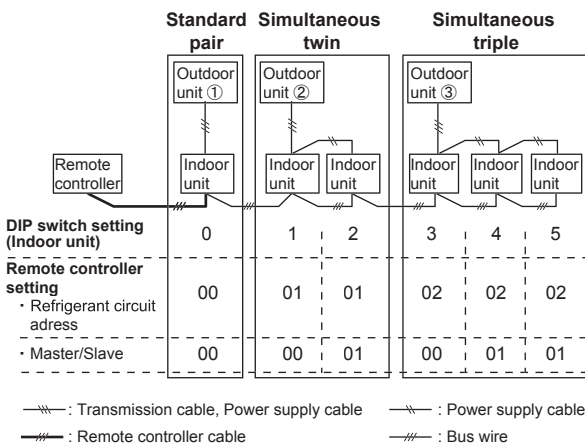 Standard pair
Simultaneous twin
Simultaneous triple
Outdoor unit ①
Outdoor unit ②
Outdoor unit ③
Remote controller
Indoor unit
Indoor unit
Indoor unit
Indoor unit
Indoor unit
Indoor unit
DIP switch setting (Indoor unit)
0 1 2 3 4 5
Remote controller setting
・Refrigerant circuit adress
00 01 01 02 02 02
・Master/Slave
00 00 01 00 01 01
: Transmission cable, Power supply cable
: Power supply cable
: Remote controller cable
: Bus wire